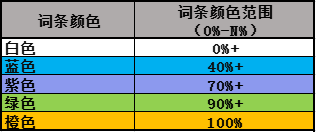 词条颜色 词条颜色范围
（0%-N%）
白色 0%+
蓝色 40%+
紫色 70%+
绿色 90%+
橙色 100%